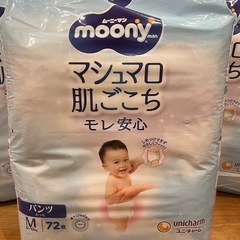 ムーニーマン
moony man
マシュマロ
肌ごこち
モレ安心
パンツ
M
72枚
unicharm
ユニ・チャーム